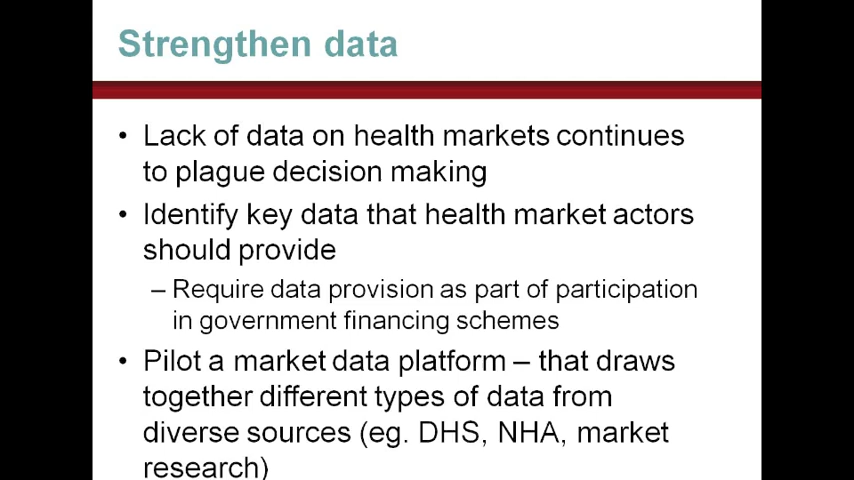 Strengthen data
• Lack of data on health markets continues
to plague decision making
• Identify key data that health market actors
should provide
– Require data provision as part of participation
in government financing schemes
• Pilot a market data platform – that draws
together different types of data from
diverse sources (eg. DHS, NHA, market
research)